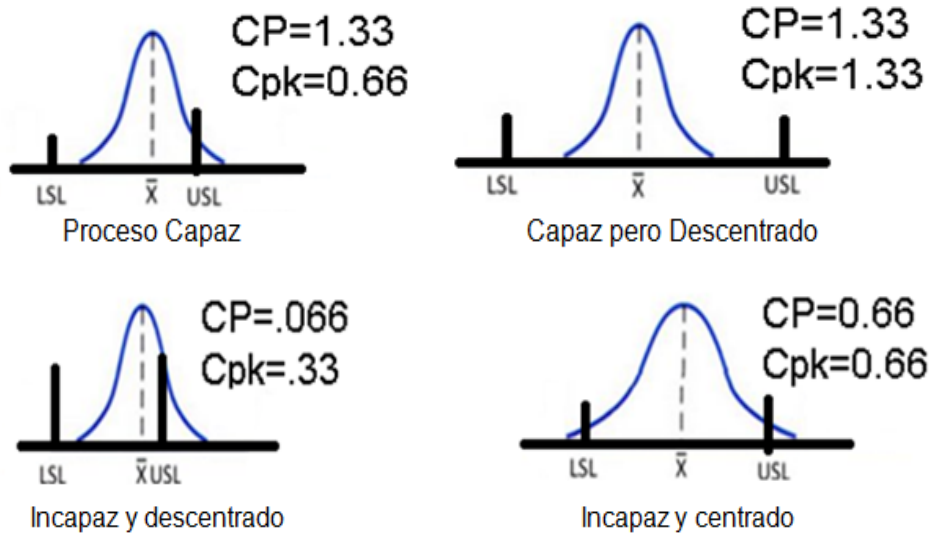 CP=1.33
Cpk=0.66
LSL X̅ USL
Proceso Capaz
CP=1.33
Cpk=1.33
LSL X̅ USL
Capaz pero Descentrado
CP=.066
Cpk=.33
LSL X̅ USL
Incapaz y descentrado
CP=0.66
Cpk=0.66
LSL X̅ USL
Incapaz y centrado